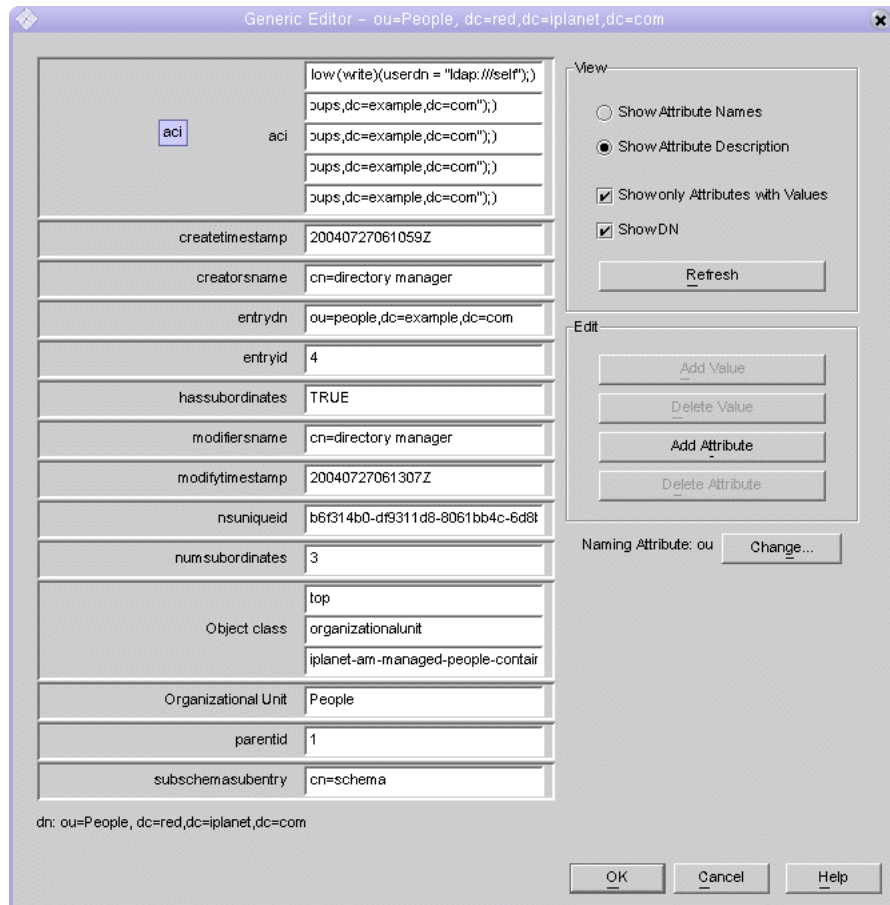 Generic Editor - ou=People, dc=red,dc=iplanet,dc=com
aci
aci
low (write)(userdn = "ldap:///self");)
oups,dc=example,dc=com");)
oups,dc=example,dc=com");)
oups,dc=example,dc=com");)
oups,dc=example,dc=com");)
createtimestamp 20040727061059Z
creatorsname cn=directory manager
entrydn ou=people,dc=example,dc=com
entryid 4
hassubordinates TRUE
modifiersname cn=directory manager
modifytimestamp 20040727061307Z
nsuniqueid b6f314b0-df9311d8-8061bb4c-6d8b
numsubordinates 3
Object class
top
organizationalunit
iplanet-am-managed-people-contair
Organizational Unit People
parentid 1
subschemasubentry cn=schema
dn: ou=People, dc=red,dc=iplanet,dc=com
View
Show Attribute Names
Show Attribute Description
Show only Attributes with Values
Show DN
Refresh
Edit
Add Value
Delete Value
Add Attribute
Delete Attribute
Naming Attribute: ou Change...
OK Cancel Help